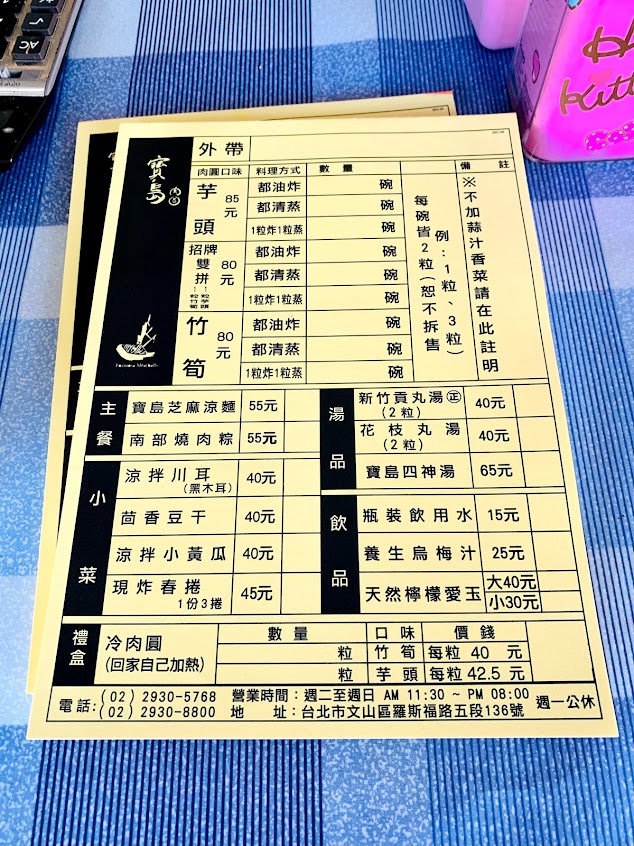 寶島肉圓
外帶
肉圓口味 料理方式 數量 備註
芋頭 85元
都油炸 碗
都清蒸 碗
1粒炸1粒蒸 碗
招牌雙拼 80元
1粒芋頭
1粒竹筍
都油炸 碗
都清蒸 碗
1粒炸1粒蒸 碗
竹筍 80元
都油炸 碗
都清蒸 碗
1粒炸1粒蒸 碗
※不加蒜汁香菜請在此註明
例:1粒、3粒)
每碗皆2粒(恕不拆售
主餐
寶島芝麻涼麵 55元
南部燒肉粽 55元
小菜
涼拌川耳 40元
(黑木耳)
茴香豆干 40元
涼拌小黃瓜 40元
現炸春捲 45元
1份3捲
湯品
新竹貢丸湯㊣ 40元
(2粒)
花枝丸湯 40元
(2粒)
寶島四神湯 65元
飲品
瓶裝飲用水 15元
養生烏梅汁 25元
天然檸檬愛玉 大40元
小30元
禮盒
冷肉圓
(回家自己加熱)
數量 口味 價錢
粒 竹筍 每粒 40 元
粒 芋頭 每粒 42.5 元
電話:(02) 2930-5768
(02) 2930-8800
營業時間:週二至週日 AM 11:30 ~ PM 08:00
地 址:台北市文山區羅斯福路五段136號
週一公休
AC
Kitt